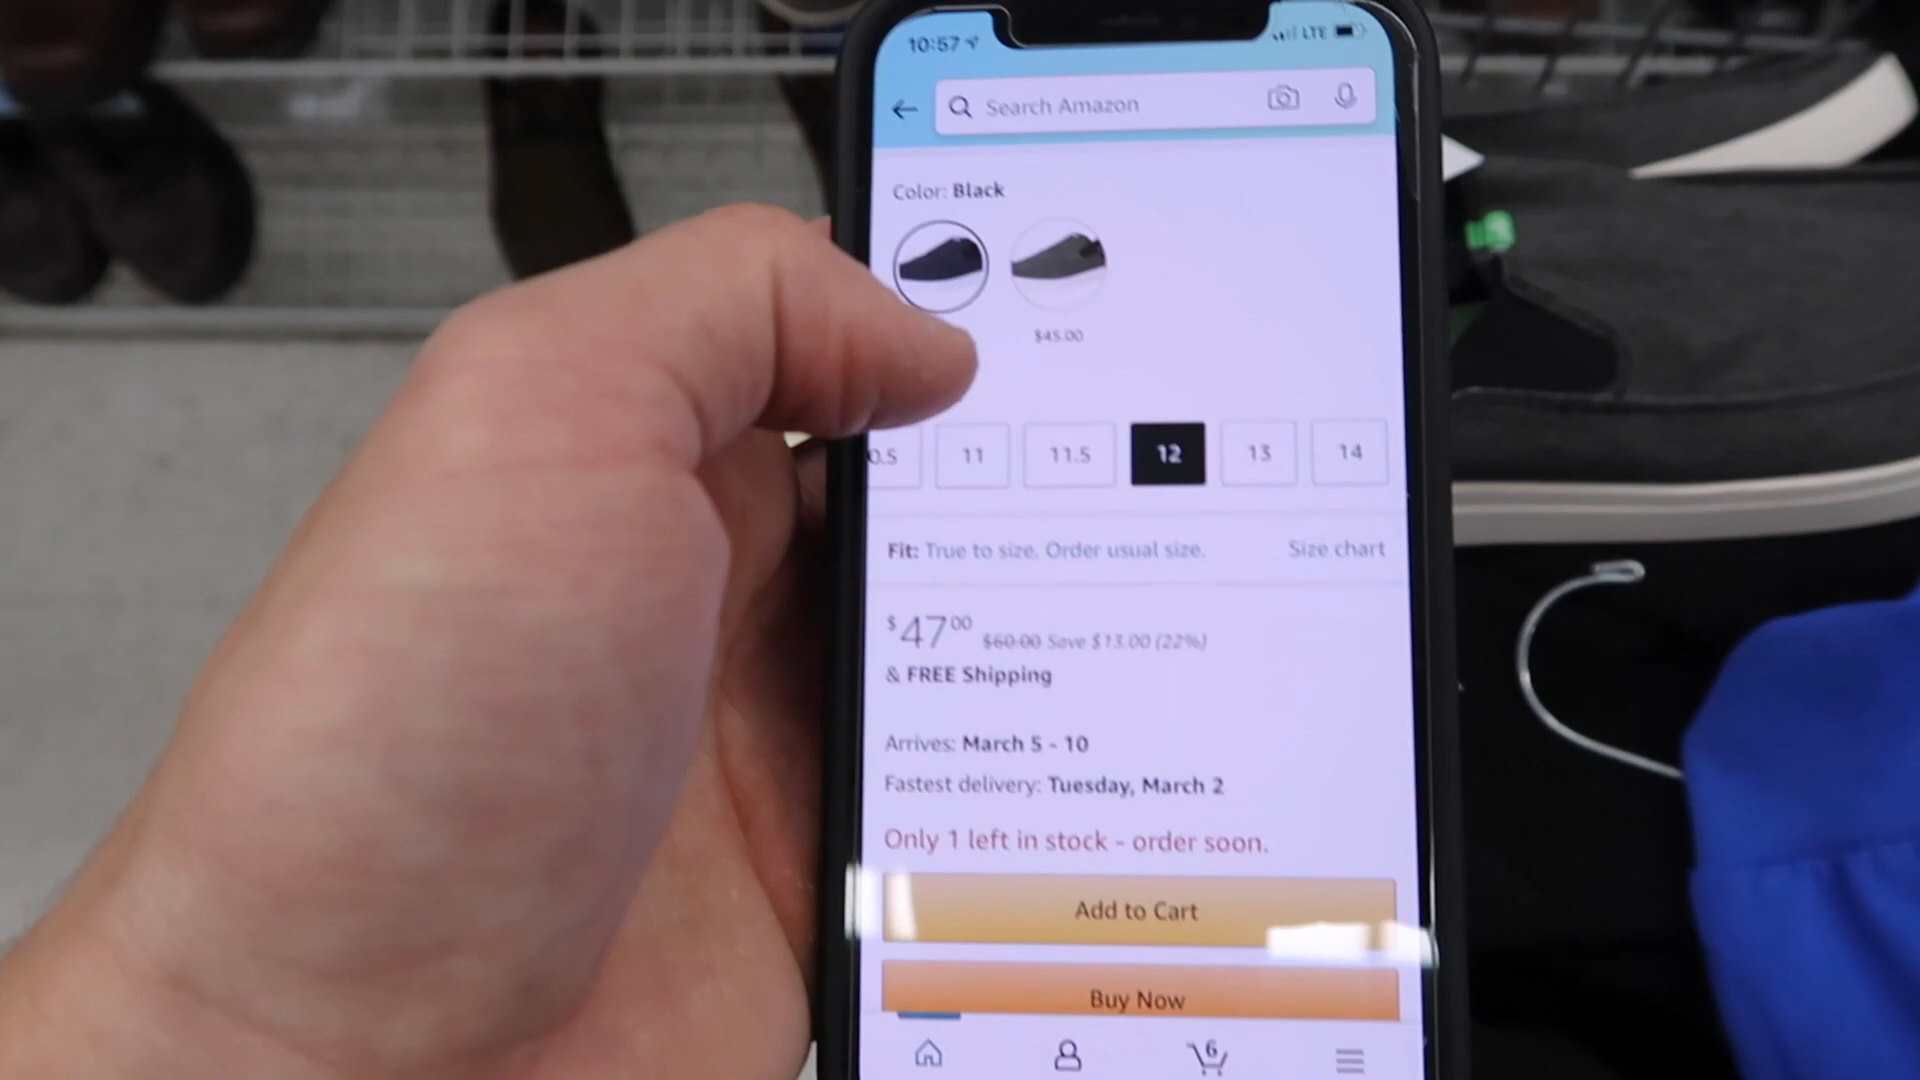 10:57 LTE
Search Amazon
Color: Black
$45.00
0.5 11 11.5 12 13 14
Fit: True to size. Order usual size. Size chart
$47 00 $60.00 Save $13.00 (22%)
& FREE Shipping
Arrives: March 5 - 10
Fastest delivery: Tuesday, March 2
Only 1 left in stock - order soon.
Add to Cart
Buy Now
6